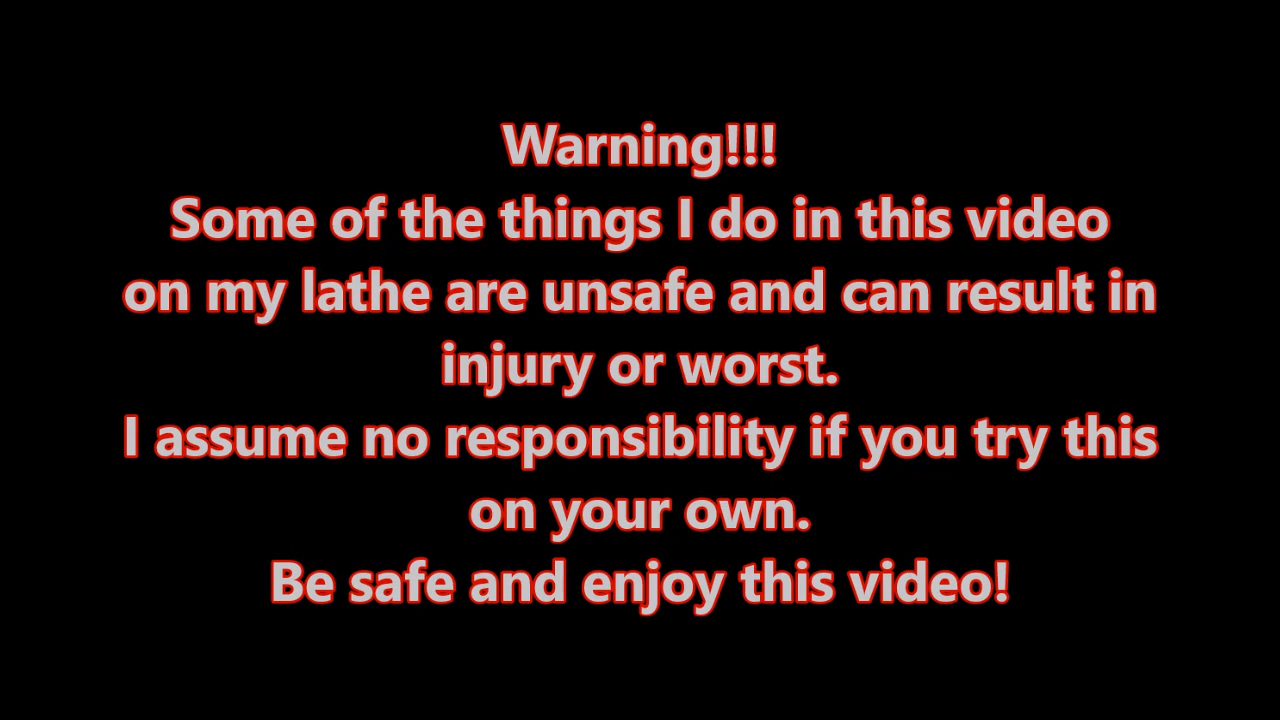 Warning!!!
Some of the things I do in this video
on my lathe are unsafe and can result in
injury or worst.
I assume no responsibility if you try this
on your own.
Be safe and enjoy this video!